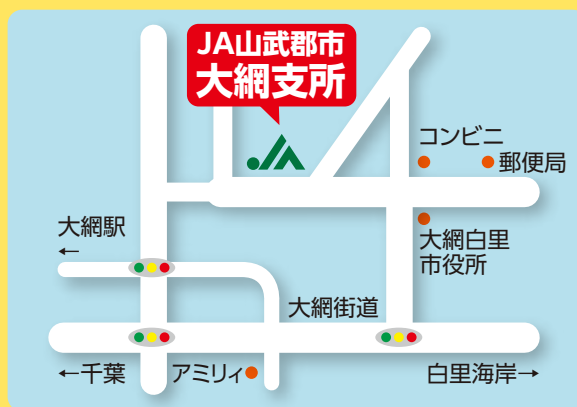 JA山武郡市
大網支所
コンビニ
郵便局
大網駅
←
大網白里
市役所
大網街道
←千葉
アミリィ
白里海岸→